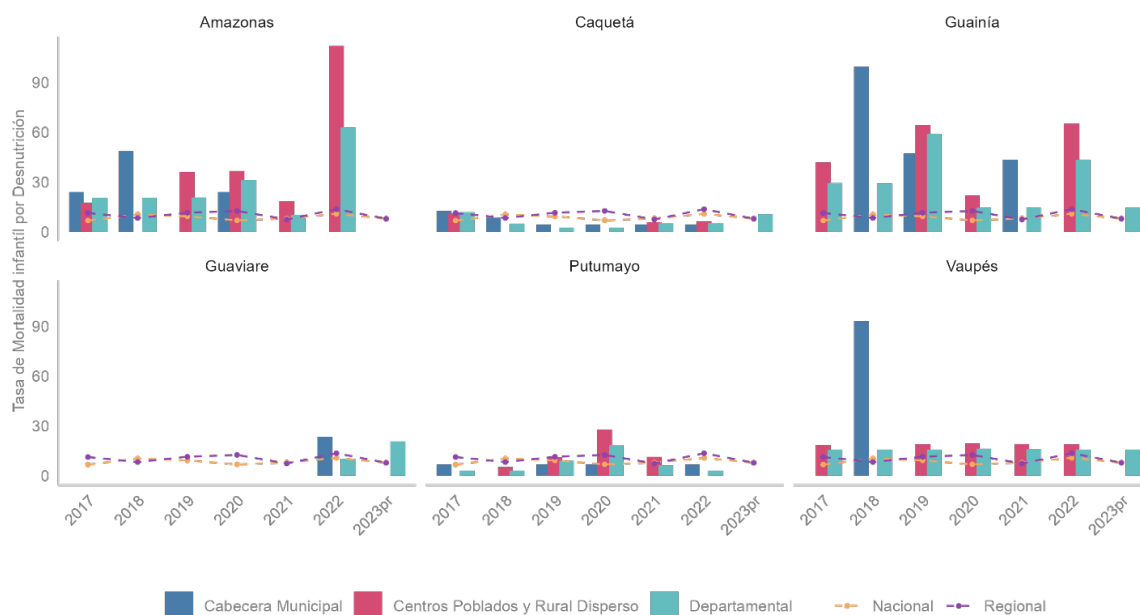 Amazonas
Caquetá
Guainía
90
60
30
0
Guaviare
Putumayo
Vaupés
90
60
30
0
Tasa de Mortalidad infantil por Desnutrición
2017 2018 2019 2020 2021 2022 2023pr
2017 2018 2019 2020 2021 2022 2023pr
2017 2018 2019 2020 2021 2022 2023pr
Cabecera Municipal Centros Poblados y Rural Disperso Departamental Nacional Regional